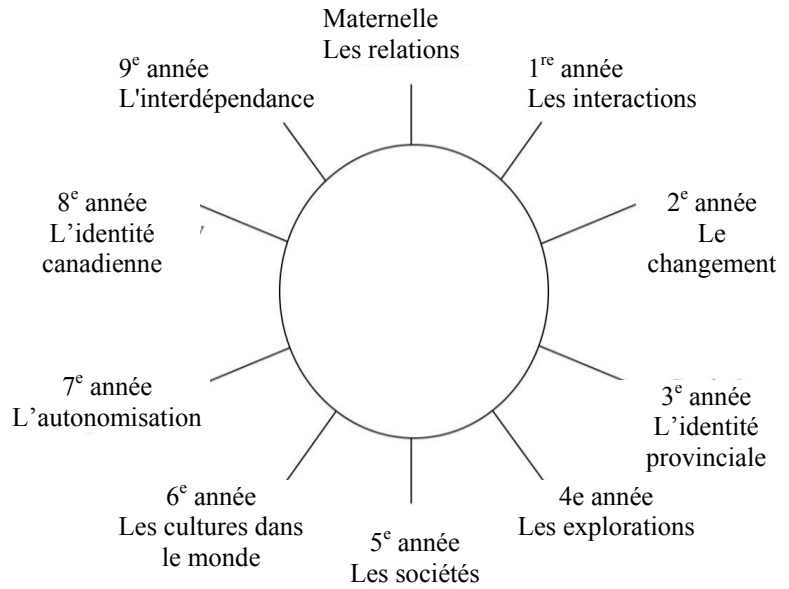 Maternelle
Les relations
1re année
Les interactions
2e année
Le
changement
3e année
L’identité
provinciale
4e année
Les explorations
5e année
Les sociétés
6e année
Les cultures dans
le monde
7e année
L’autonomisation
8e année
L’identité
canadienne
9e année
L'interdépendance